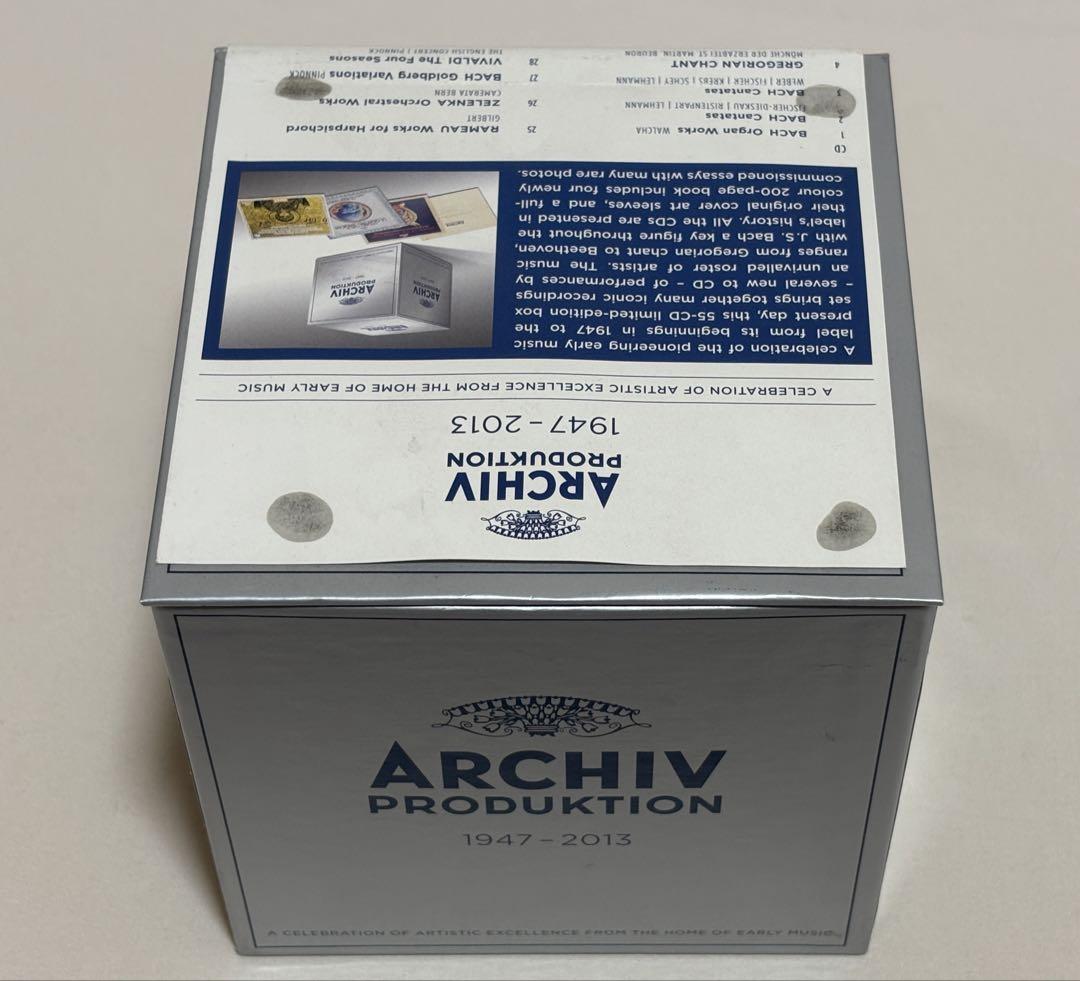 ARCHIV
PRODUKTION
1947–2013
A CELEBRATION OF ARTISTIC EXCELLENCE FROM THE HOME OF EARLY MUSIC
A celebration of the pioneering early music
label from its beginnings in 1947 to the
present day, this 55-CD limited-edition box
set brings together many iconic recordings
– several new to CD – of performances by
an unrivalled roster of artists. The music
ranges from Gregorian chant to Beethoven,
with J.S. Bach a key figure throughout the
label's history. All the CDs are presented in
their original cover art sleeves, and a full-
colour 200-page book includes four newly
commissioned essays with many rare photos.
ARCHIV
PRODUKTION
ARCHIV
PRODUKTION
CD
1 BACH Organ Works WALCHA
2 BACH Cantatas
FISCHER-DIESKAU | RISTENPART | LEHMANN
3 BACH Cantatas
WEBER | FISCHER | KREBS | SCHEY | LEHMANN
4 GREGORIAN CHANT
MÖNCHE DER ERZABTEI ST. MARTIN, BEURON
25 RAMEAU Works for Harpsichord
GILBERT
26 ZELENKA Orchestral Works
CAMERATA BERN
27 BACH Goldberg Variations PINNOCK
28 VIVALDI The Four Seasons
THE ENGLISH CONCERT | PINNOCK
ARCHIV
PRODUKTION
1947–2013
A CELEBRATION OF ARTISTIC EXCELLENCE FROM THE HOME OF EARLY MUSIC